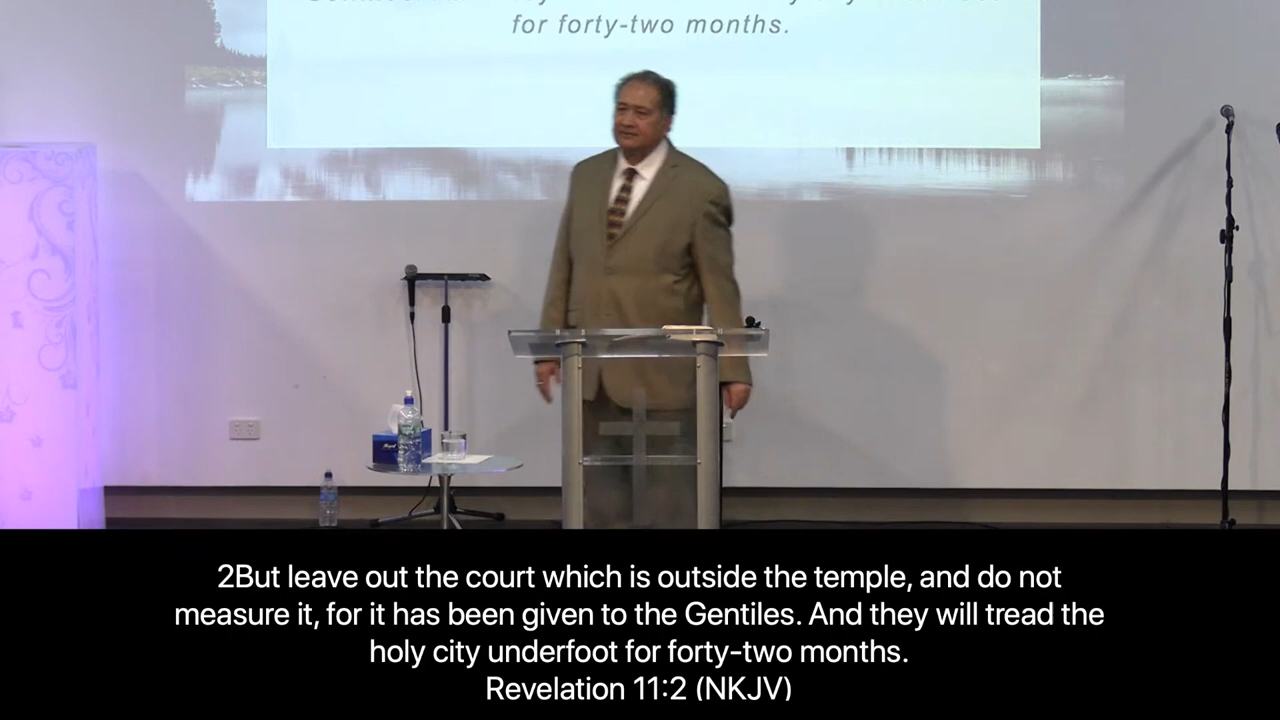 for forty-two months.
2But leave out the court which is outside the temple, and do not
measure it, for it has been given to the Gentiles. And they will tread the
holy city underfoot for forty-two months.
Revelation 11:2 (NKJV)